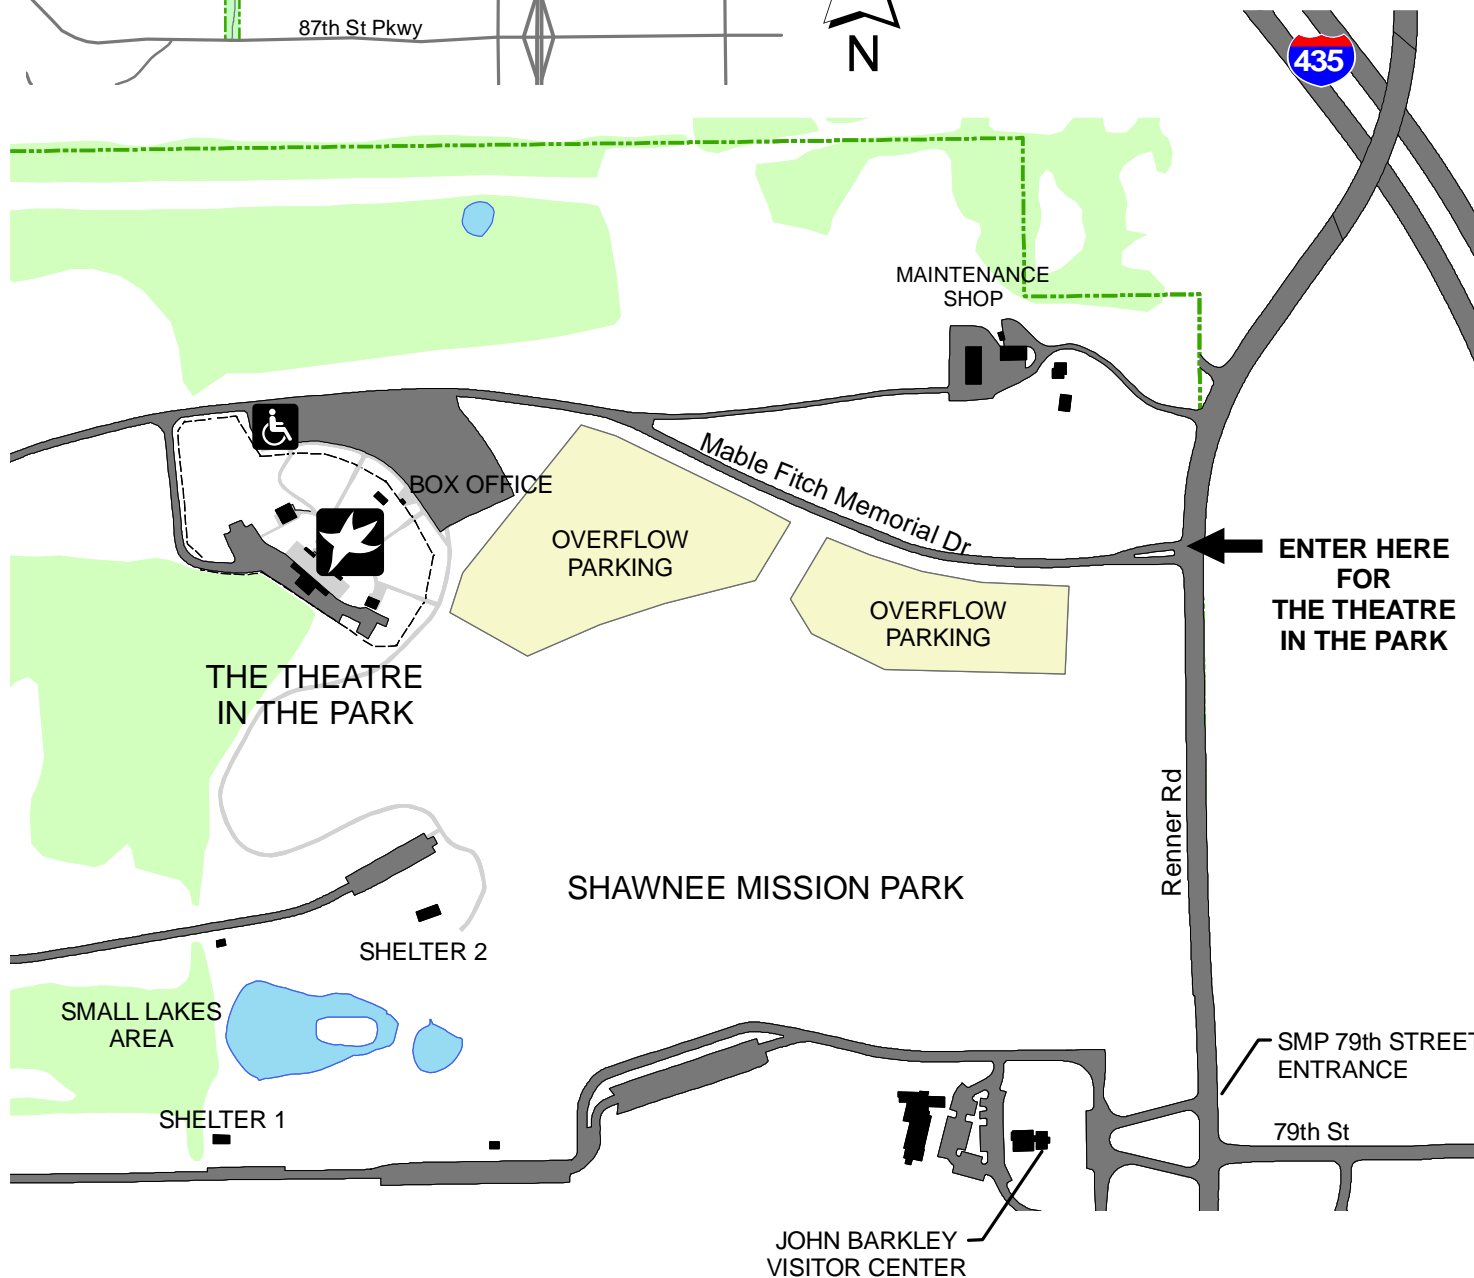 87th St Pkwy
N
435
MAINTENANCE
SHOP
Mable Fitch Memorial Dr
BOX OFFICE
OVERFLOW
PARKING
ENTER HERE
FOR
THE THEATRE
IN THE PARK
OVERFLOW
PARKING
THE THEATRE
IN THE PARK
Renner Rd
SHAWNEE MISSION PARK
SHELTER 2
SMALL LAKES
AREA
SMP 79th STREET
ENTRANCE
SHELTER 1
79th St
JOHN BARKLEY
VISITOR CENTER